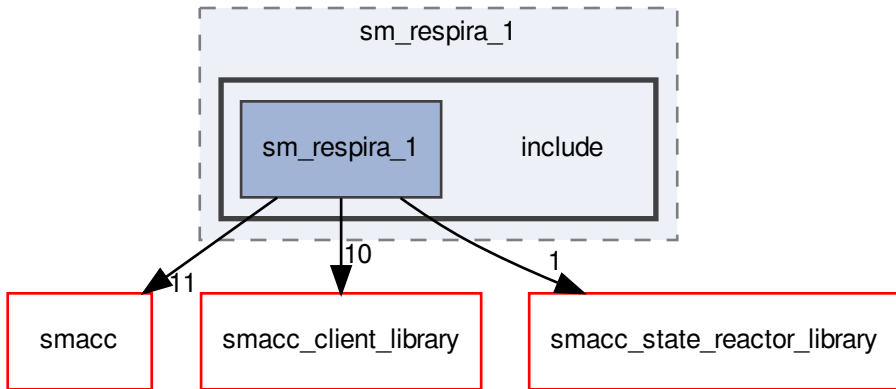 sm_respira_1
sm_respira_1
include
11
10
1
smacc
smacc_client_library
smacc_state_reactor_library